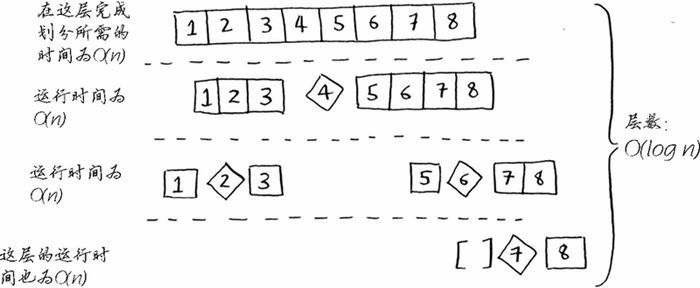 在这层完成
划分所需的
时间为O(n)
1 2 3 4 5 6 7 8
运行时间为
O(n)
1 2 3 4 5 6 7 8
层数:
O(log n)
运行时间为
O(n)
1 2 3 5 6 7 8
这层的运行时
间也为O(n)
[ ] 7 8